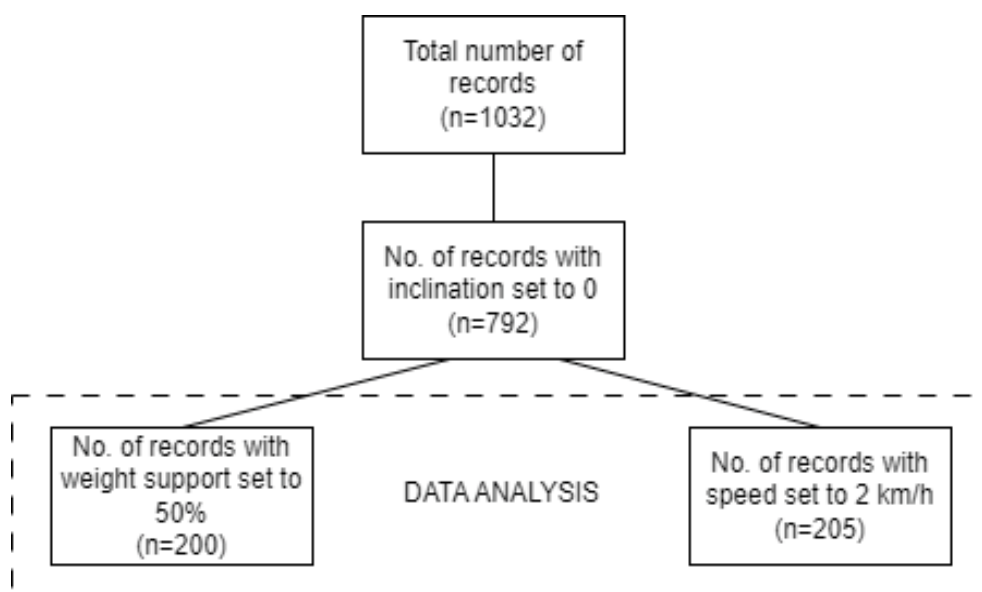 Total number of
records
(n=1032)
No. of records with
inclination set to 0
(n=792)
No. of records with
weight support set to
50%
(n=200)
DATA ANALYSIS
No. of records with
speed set to 2 km/h
(n=205)